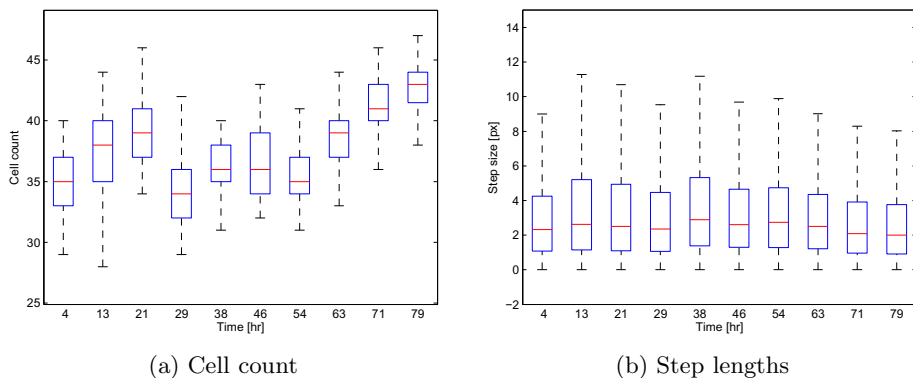 45
40
35
30
25
Cell count
4 13 21 29 38 46 54 63 71 79
Time [hr]
(a) Cell count
14
12
10
8
6
4
2
0
−2
Step size [px]
4 13 21 29 38 46 54 63 71 79
Time [hr]
(b) Step lengths